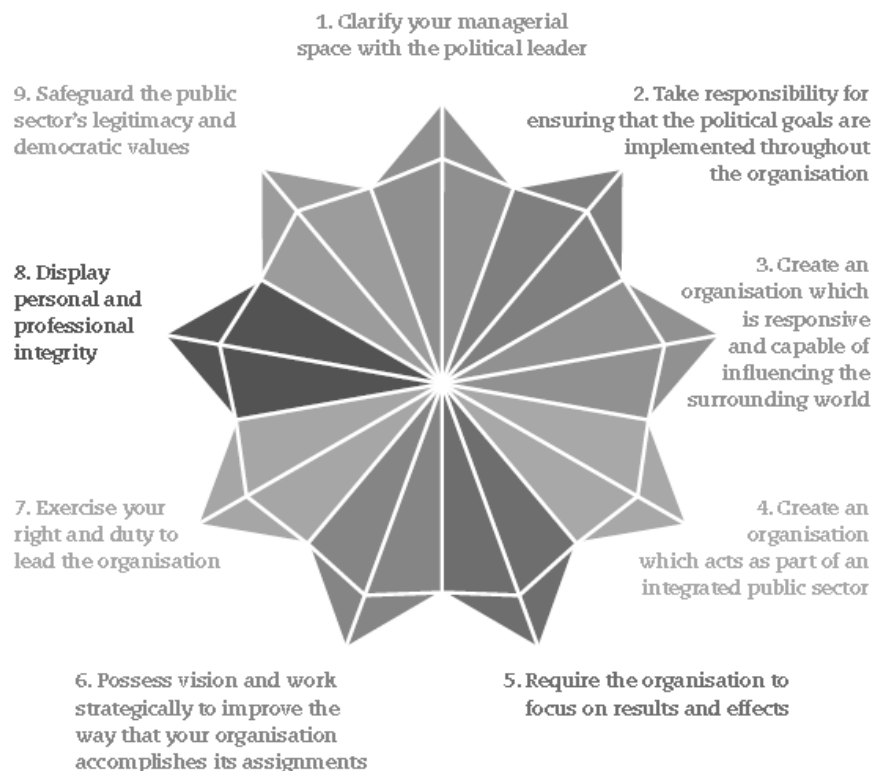 1. Clarify your managerial
space with the political leader
2. Take responsibility for
ensuring that the political goals are
implemented throughout
the organisation
3. Create an
organisation which
is responsive
and capable of
influencing the
surrounding world
4. Create an
organisation
which acts as part of an
integrated public sector
5. Require the organisation to
focus on results and effects
6. Possess vision and work
strategically to improve the
way that your organisation
accomplishes its assignments
7. Exercise your
right and duty to
lead the organisation
8. Display
personal and
professional
integrity
9. Safeguard the public
sector's legitimacy and
democratic values